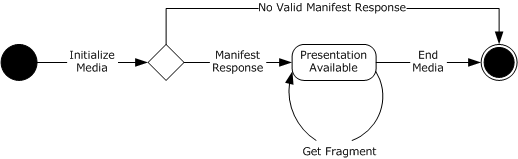 No Valid Manifest Response
Initialize
Media
Manifest
Response
Presentation
Available
End
Media
Get Fragment